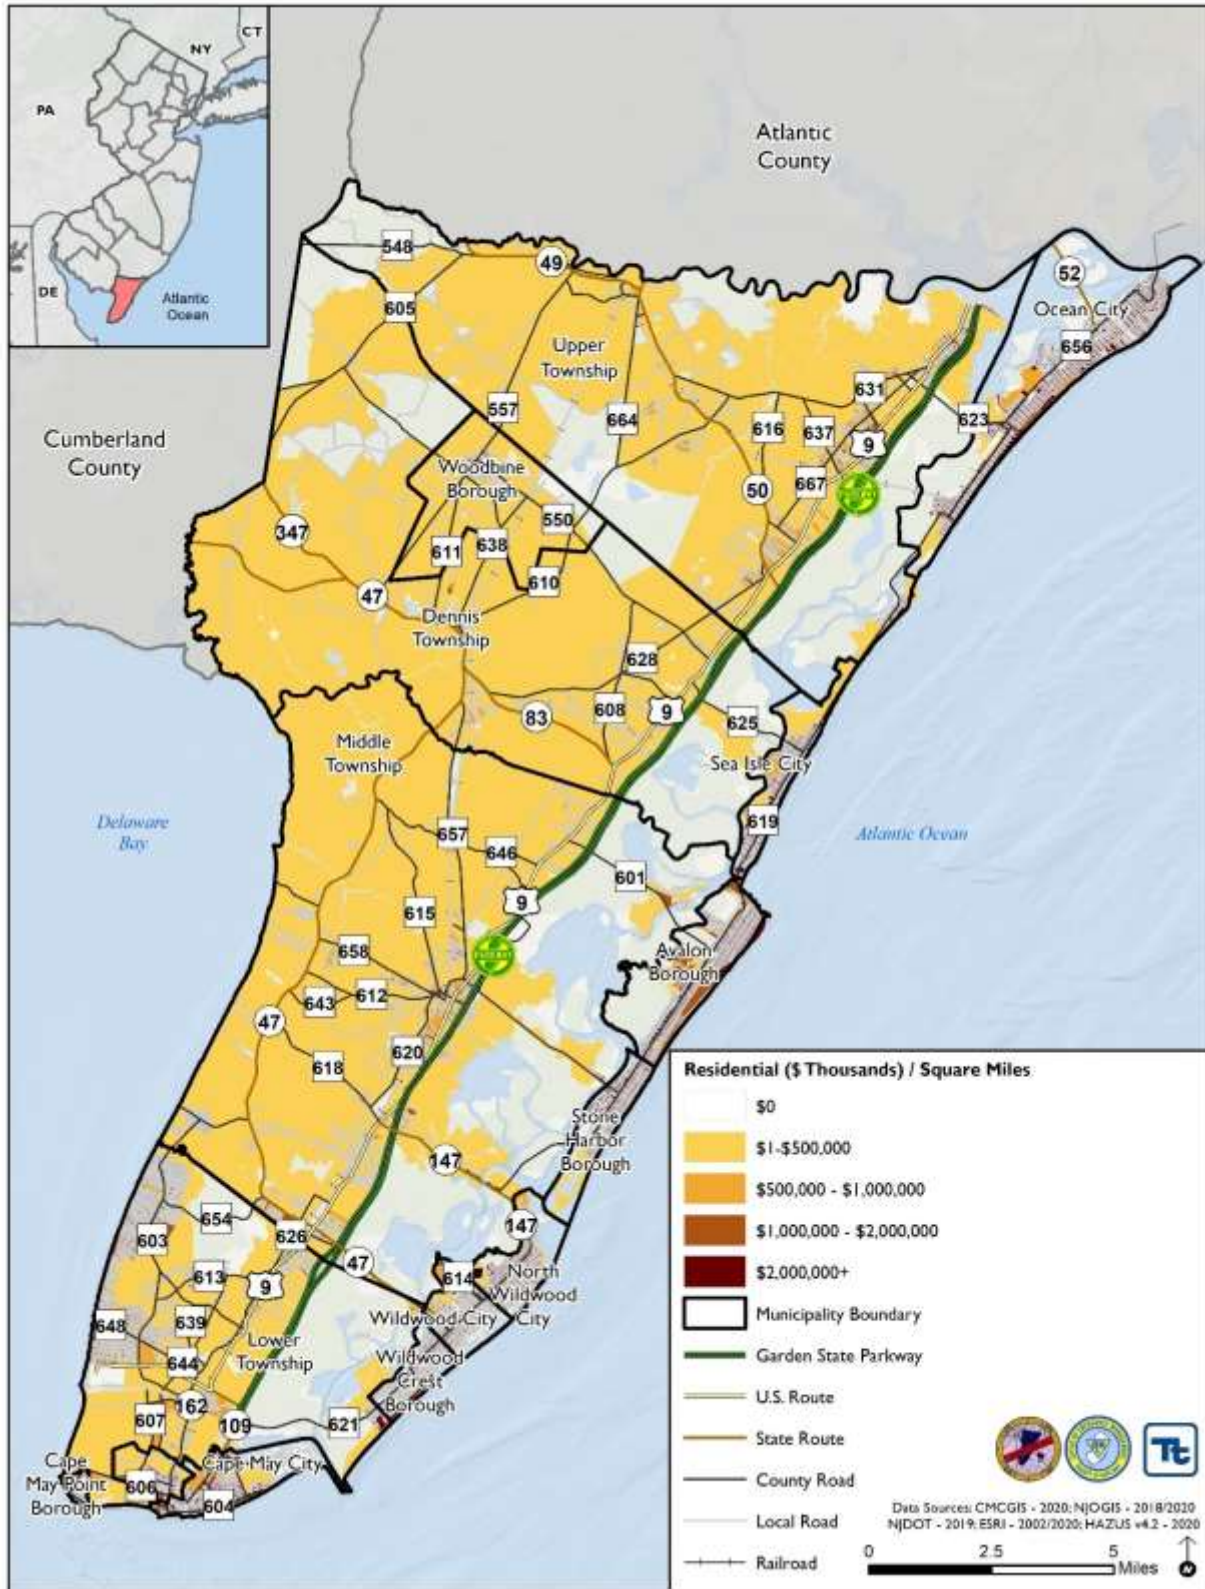 CT
NY
PA
DE
Atlantic
Ocean
Atlantic
County
548
49
52
605
Ocean City
656
Upper
Township
631
557
664
616
637
623
9
Cumberland
County
Woodbine
Borough
50
667
550
347
611
638
610
47
Dennis
Township
628
83
608
9
625
Middle
Township
Sea Isle City
Delaware
Bay
657
619
Atlantic Ocean
646
601
9
615
658
Avalon
Borough
643
612
47
620
618
Stone
Harbor
Borough
147
654
147
603
626
47
613
9
614
North
Wildwood
City
648
639
Wildwood City
Lower
Township
644
Wildwood
Crest
Borough
162
607
109
621
Cape
May Point
Borough
Cape May City
606
604
Residential ($ Thousands) / Square Miles
$0
$1-$500,000
$500,000 - $1,000,000
$1,000,000 - $2,000,000
$2,000,000+
Municipality Boundary
Garden State Parkway
U.S. Route
State Route
County Road
Local Road
Railroad
Tt
Data Sources: CMCGIS - 2020; NJOGIS - 2018/2020
NJDOT - 2019; ESRI - 2002/2020; HAZUS v4.2 - 2020
0 2.5 5
Miles
N